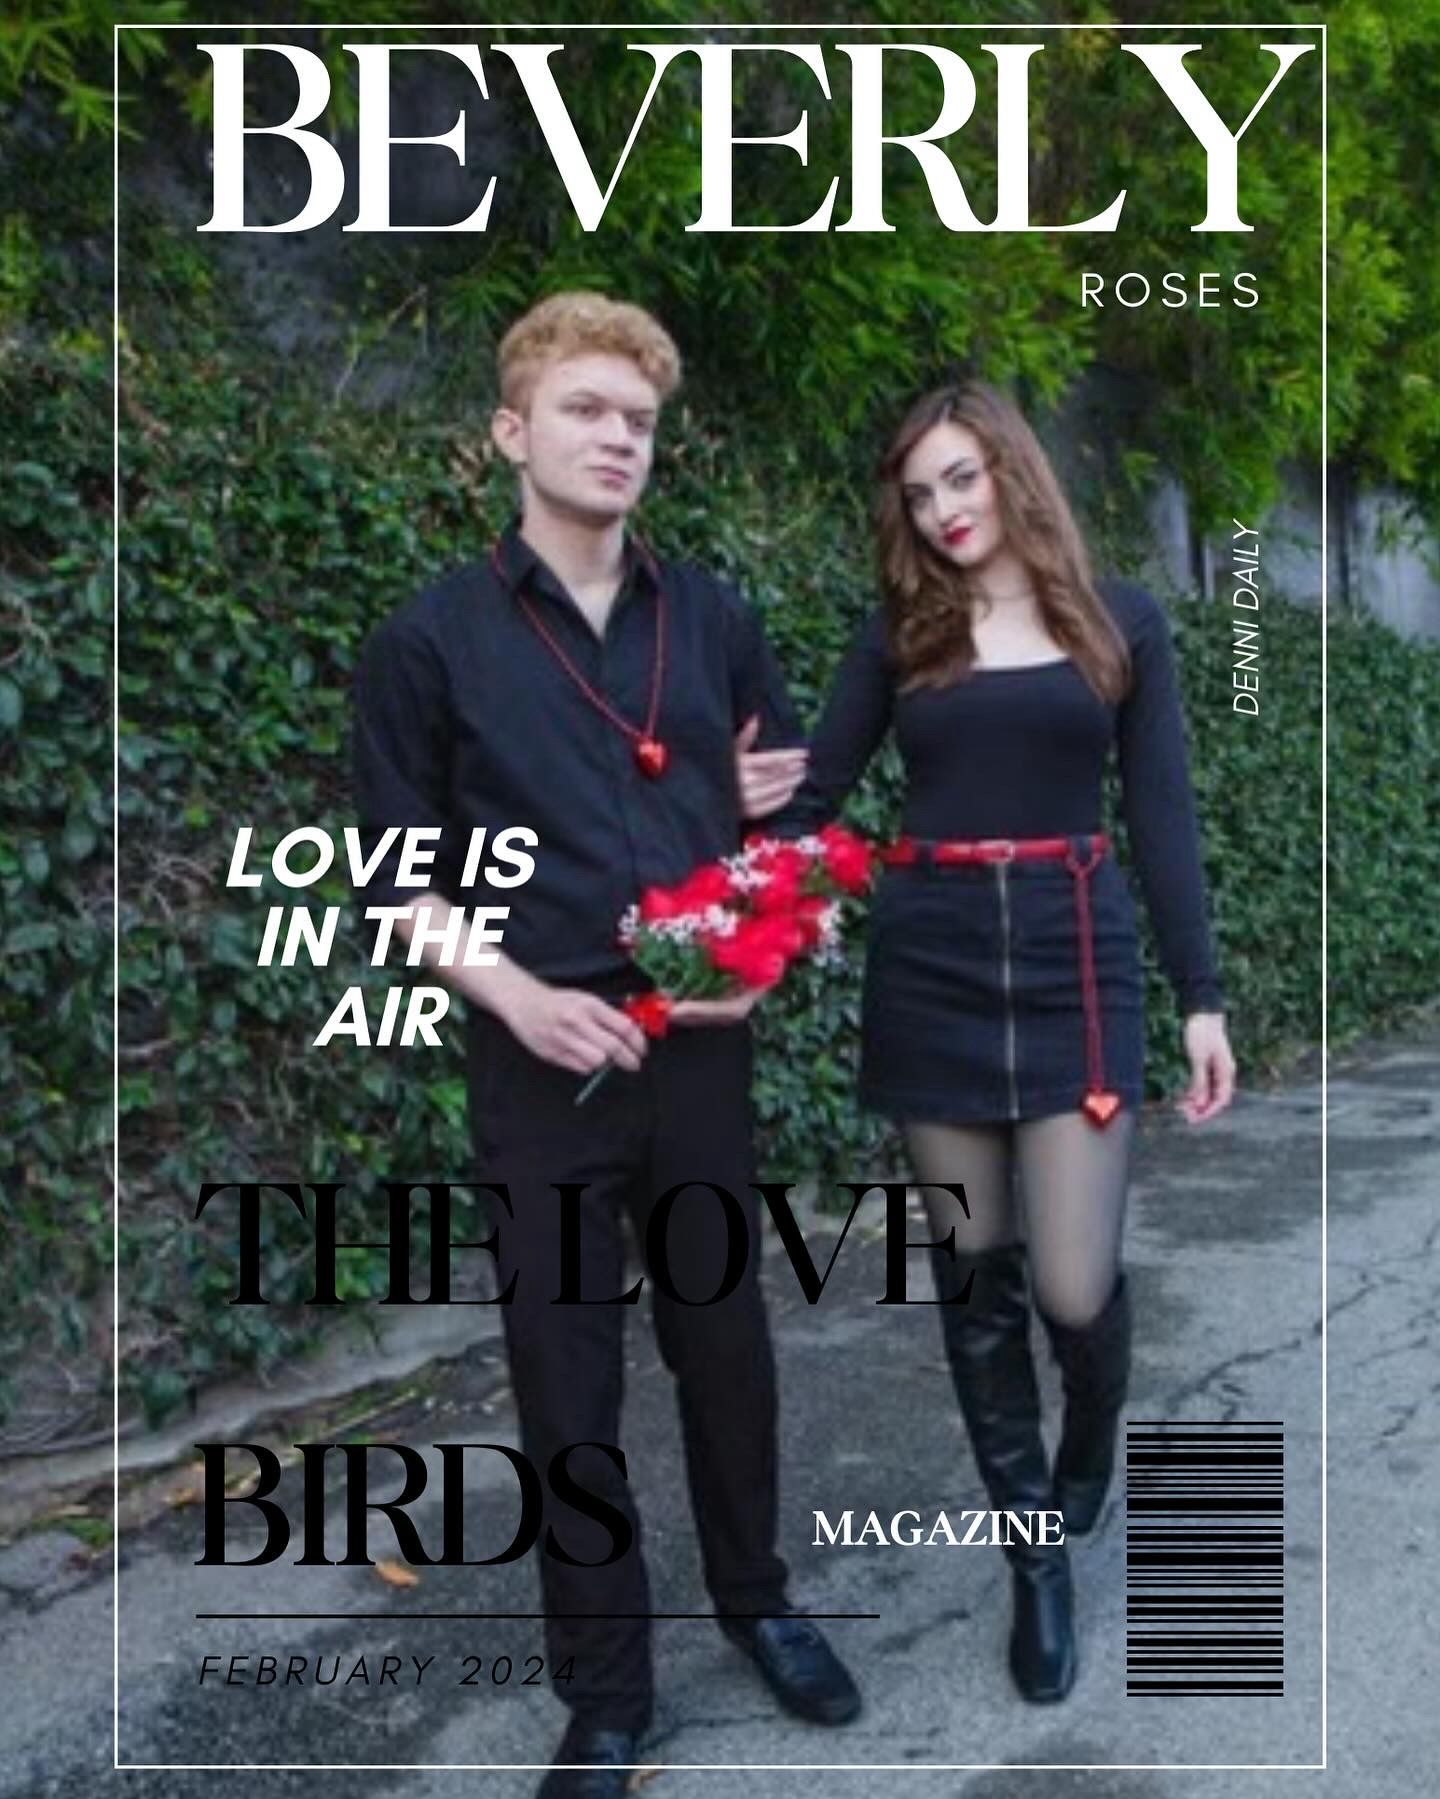 BEVERLY
ROSES
DENNI DAILY
LOVE IS
IN THE
AIR
THE LOVE
BIRDS
MAGAZINE
FEBRUARY 2024